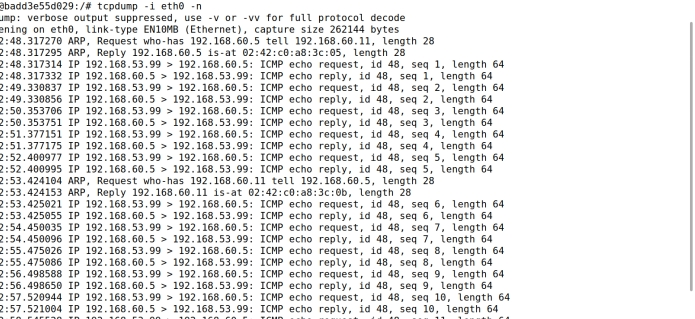 @badd3e55d029:/# tcpdump -i eth0 -n
ump: verbose output suppressed, use -v or -vv for full protocol decode
ening on eth0, link-type EN10MB (Ethernet), capture size 262144 bytes
2:48.317270 ARP, Request who-has 192.168.60.5 tell 192.168.60.11, length 28
2:48.317295 ARP, Reply 192.168.60.5 is-at 02:42:c0:a8:3c:05, length 28
2:48.317314 IP 192.168.53.99 > 192.168.60.5: ICMP echo request, id 48, seq 1, length 64
2:48.317332 IP 192.168.60.5 > 192.168.53.99: ICMP echo reply, id 48, seq 1, length 64
2:49.330837 IP 192.168.53.99 > 192.168.60.5: ICMP echo request, id 48, seq 2, length 64
2:49.330856 IP 192.168.60.5 > 192.168.53.99: ICMP echo reply, id 48, seq 2, length 64
2:50.353706 IP 192.168.53.99 > 192.168.60.5: ICMP echo request, id 48, seq 3, length 64
2:50.353751 IP 192.168.60.5 > 192.168.53.99: ICMP echo reply, id 48, seq 3, length 64
2:51.377151 IP 192.168.53.99 > 192.168.60.5: ICMP echo request, id 48, seq 4, length 64
2:51.377175 IP 192.168.60.5 > 192.168.53.99: ICMP echo reply, id 48, seq 4, length 64
2:52.400977 IP 192.168.53.99 > 192.168.60.5: ICMP echo request, id 48, seq 5, length 64
2:52.400995 IP 192.168.60.5 > 192.168.53.99: ICMP echo reply, id 48, seq 5, length 64
2:53.424104 ARP, Request who-has 192.168.60.11 tell 192.168.60.5, length 28
2:53.424153 ARP, Reply 192.168.60.11 is-at 02:42:c0:a8:3c:0b, length 28
2:53.425021 IP 192.168.53.99 > 192.168.60.5: ICMP echo request, id 48, seq 6, length 64
2:53.425055 IP 192.168.60.5 > 192.168.53.99: ICMP echo reply, id 48, seq 6, length 64
2:54.450035 IP 192.168.53.99 > 192.168.60.5: ICMP echo request, id 48, seq 7, length 64
2:54.450096 IP 192.168.60.5 > 192.168.53.99: ICMP echo reply, id 48, seq 7, length 64
2:55.475026 IP 192.168.53.99 > 192.168.60.5: ICMP echo request, id 48, seq 8, length 64
2:55.475086 IP 192.168.60.5 > 192.168.53.99: ICMP echo reply, id 48, seq 8, length 64
2:56.498588 IP 192.168.53.99 > 192.168.60.5: ICMP echo request, id 48, seq 9, length 64
2:56.498650 IP 192.168.60.5 > 192.168.53.99: ICMP echo reply, id 48, seq 9, length 64
2:57.520944 IP 192.168.53.99 > 192.168.60.5: ICMP echo request, id 48, seq 10, length 64
2:57.521004 IP 192.168.60.5 > 192.168.53.99: ICMP echo reply, id 48, seq 10, length 64